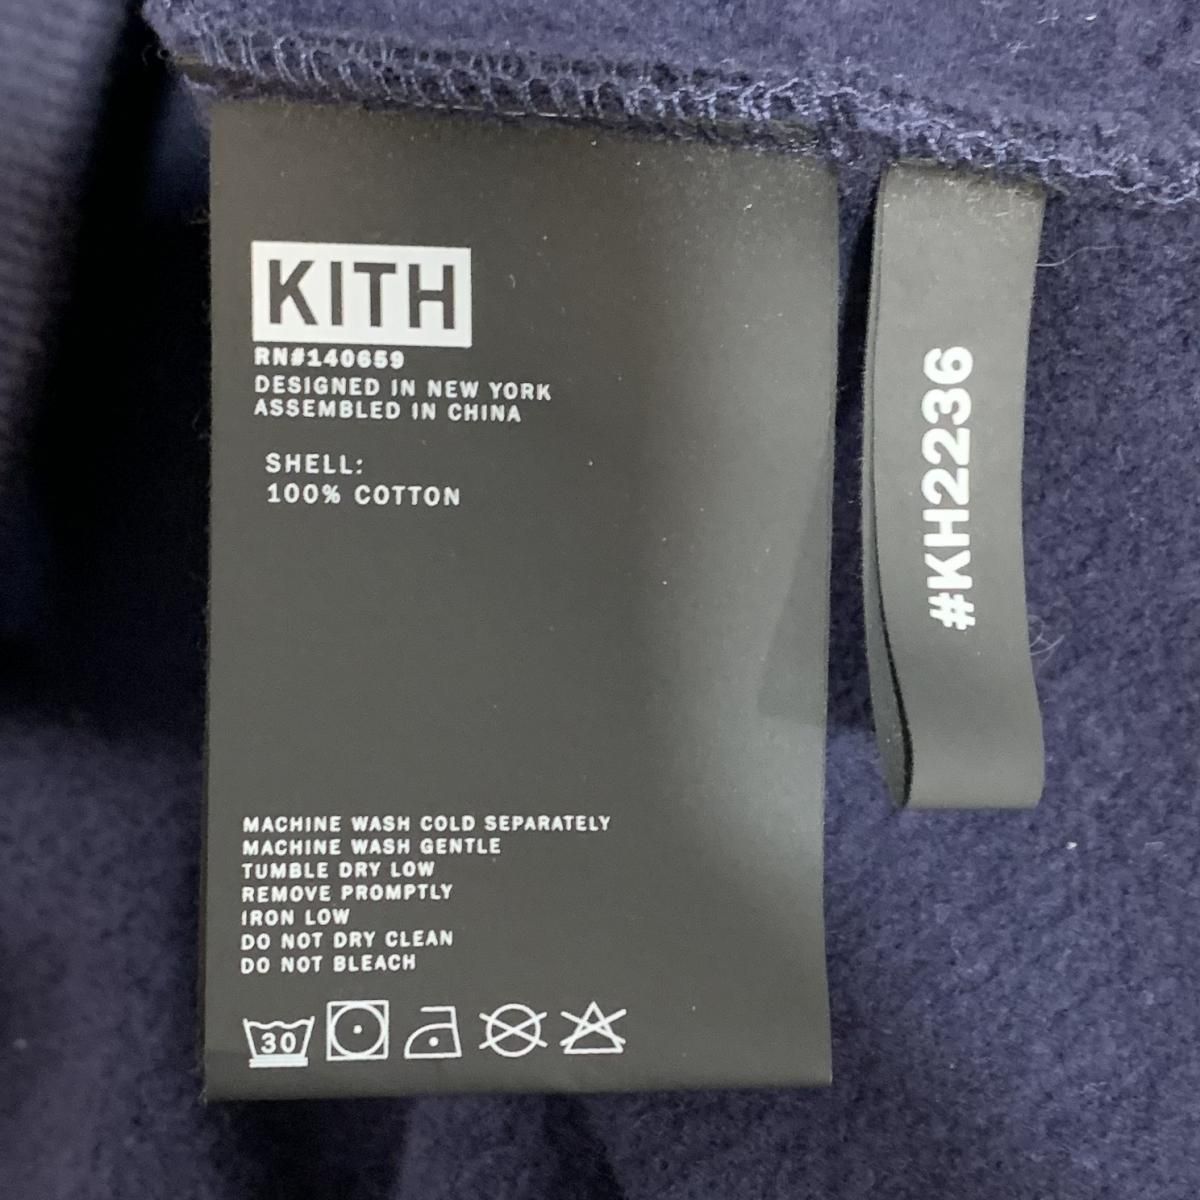 KITH
RN#140659
DESIGNED IN NEW YORK
ASSEMBLED IN CHINA
SHELL:
100% COTTON
MACHINE WASH COLD SEPARATELY
MACHINE WASH GENTLE
TUMBLE DRY LOW
REMOVE PROMPTLY
IRON LOW
DO NOT DRY CLEAN
DO NOT BLEACH
30
#KH2236